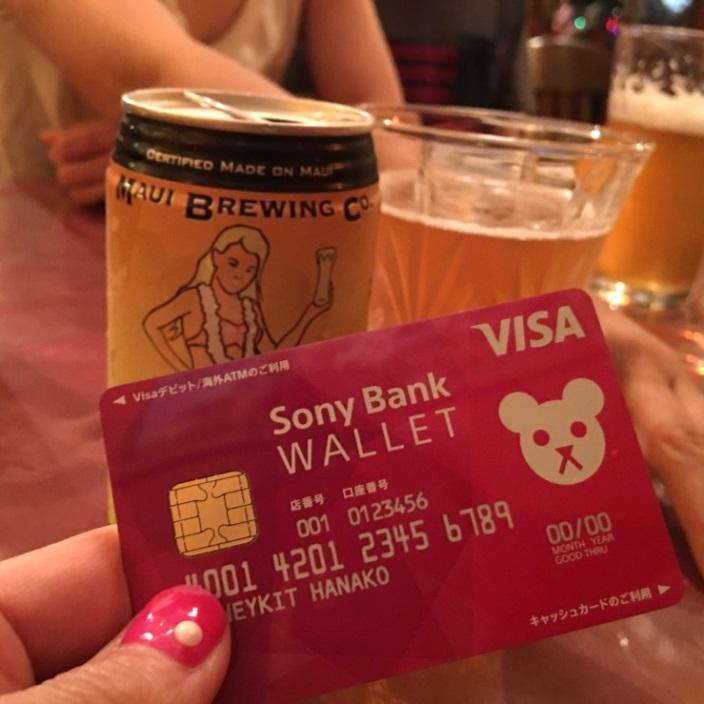 CERTIFIED MADE ON MAUI
MAUI BREWING CO.
VISA
◀ Visaデビット/海外ATMのご利用
Sony Bank
WALLET
店番号 口座番号
001 0123456
4001 4201 2345 6789
00/00
MONTH YEAR
GOOD THRU
HANAKO
キャッシュカードのご利用 ▶